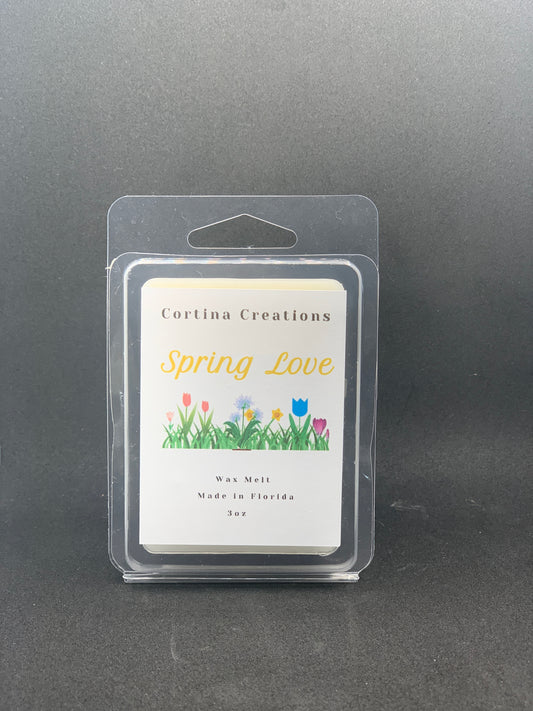 Cortina Creations
Spring Love
Wax Melt
Made in Florida
3oz